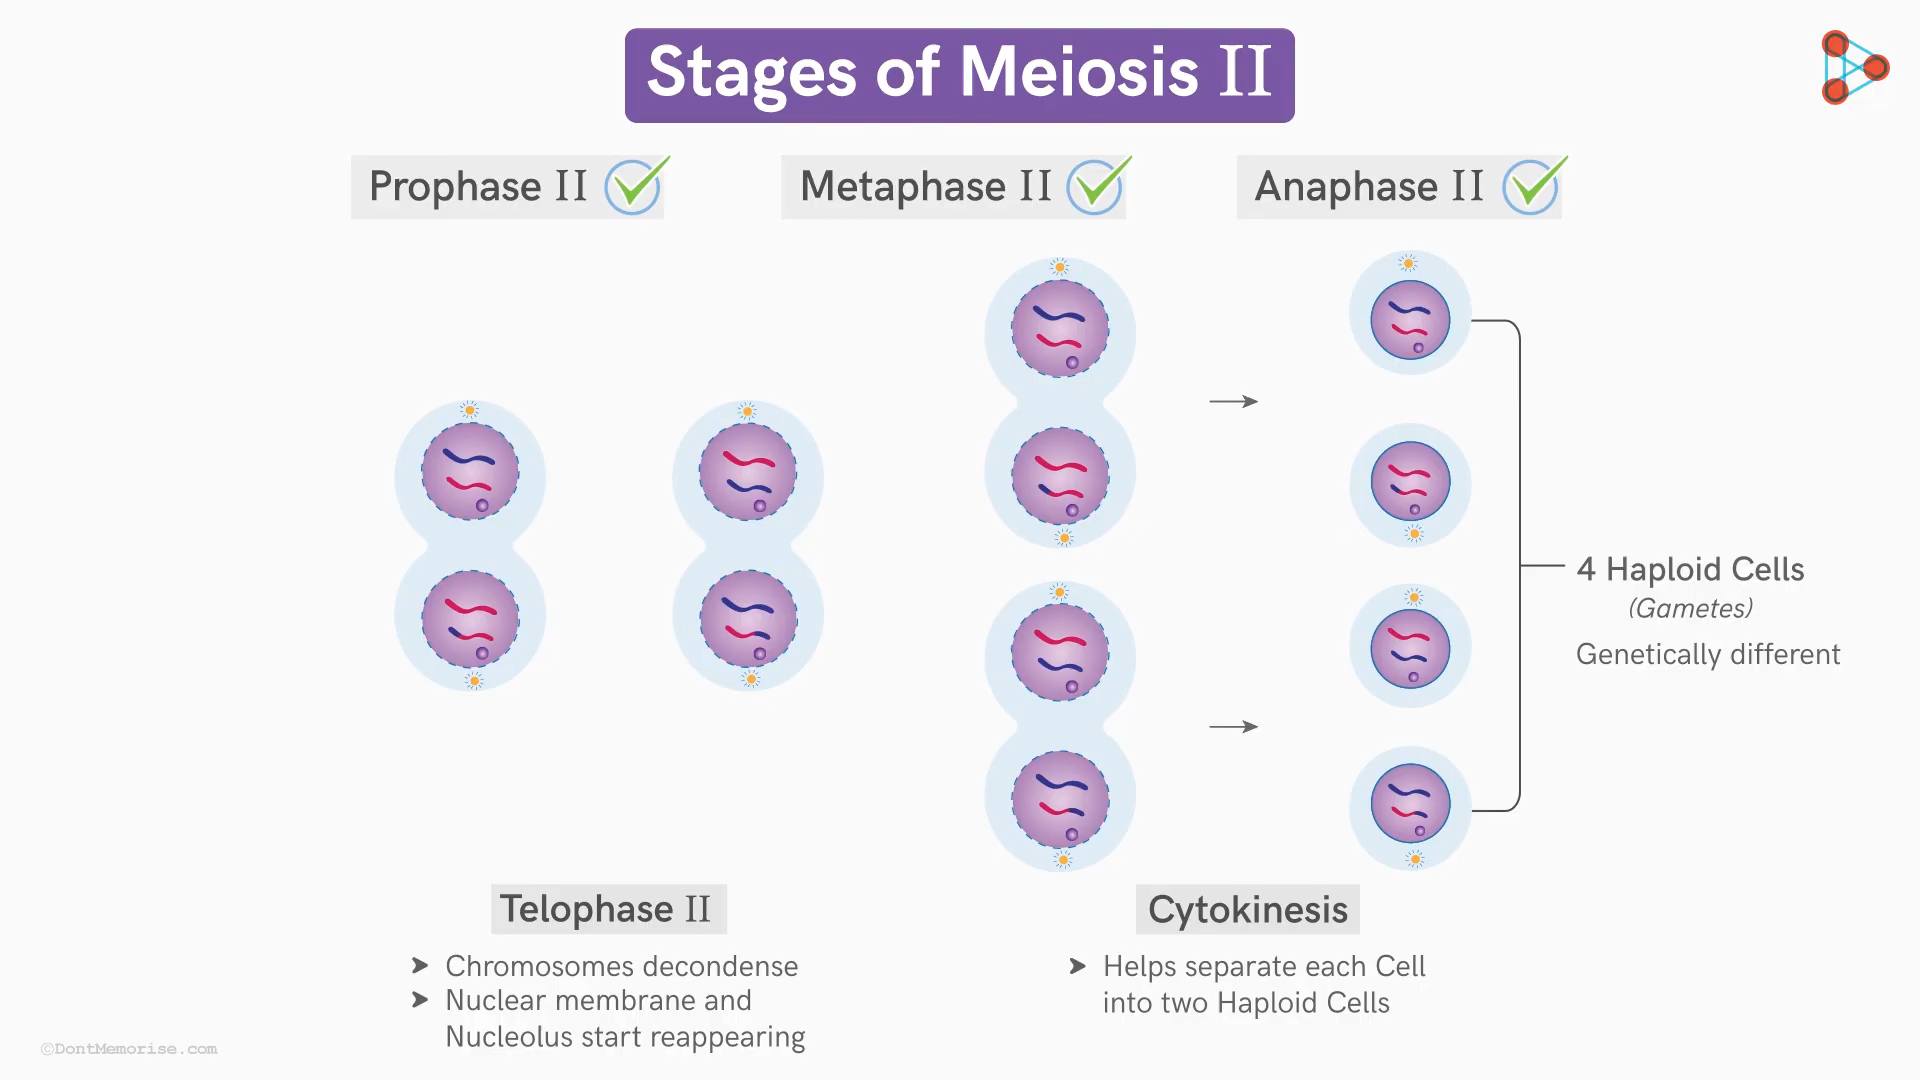 Stages of Meiosis II
Prophase II
Metaphase II
Anaphase II
4 Haploid Cells
(Gametes)
Genetically different
Telophase II
➤ Chromosomes decondense
➤ Nuclear membrane and
Nucleolus start reappearing
Cytokinesis
➤ Helps separate each Cell
into two Haploid Cells
©DontMemorise.com